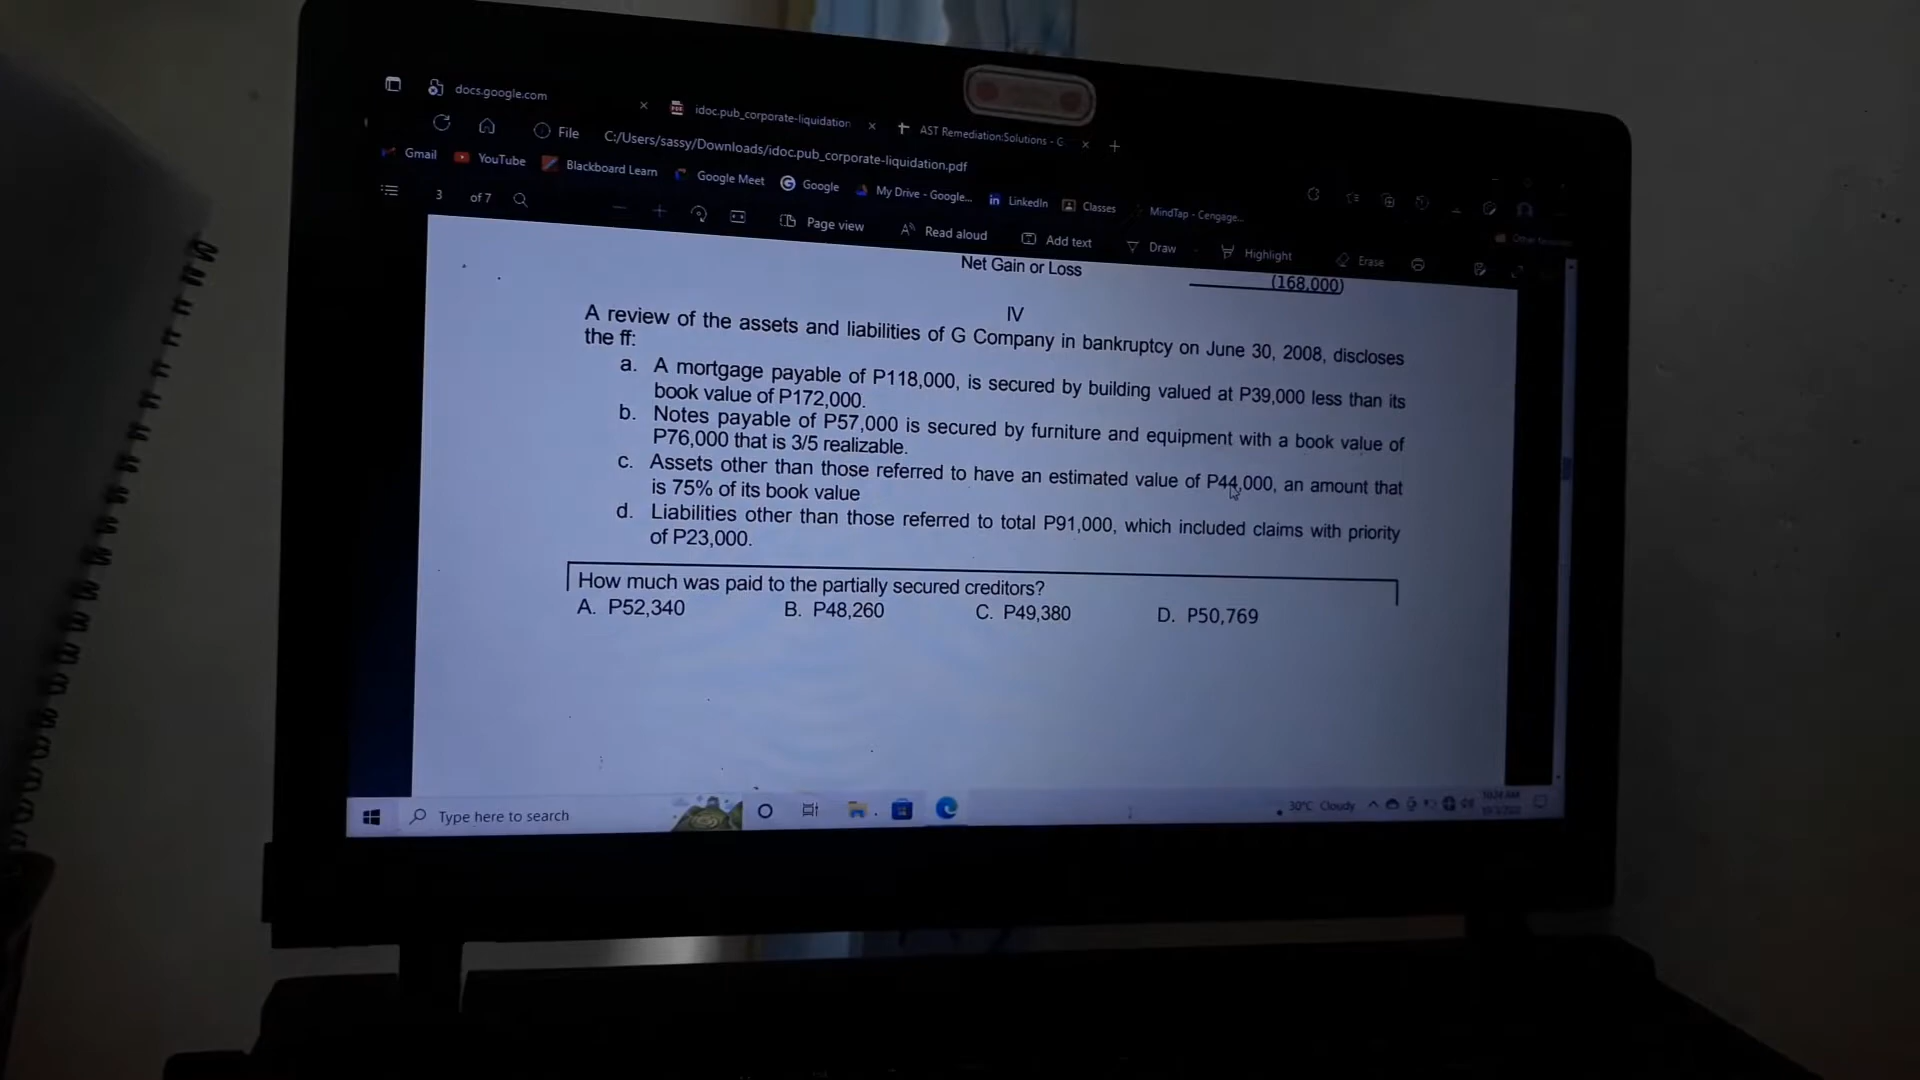 docs.google.com
idoc.pub_corporate-liquidation
AST Remediation:Solutions - G
File C:/Users/sassy/Downloads/idoc.pub_corporate-liquidation.pdf
Gmail YouTube Blackboard Learn Google Meet Google My Drive - Google... LinkedIn Classes MindTap - Cengage...
3 of 7 Page view Read aloud Add text Draw Highlight Erase
Net Gain or Loss (168,000)
IV
A review of the assets and liabilities of G Company in bankruptcy on June 30, 2008, discloses
the ff:
a. A mortgage payable of P118,000, is secured by building valued at P39,000 less than its
book value of P172,000.
b. Notes payable of P57,000 is secured by furniture and equipment with a book value of
P76,000 that is 3/5 realizable.
c. Assets other than those referred to have an estimated value of P44,000, an amount that
is 75% of its book value
d. Liabilities other than those referred to total P91,000, which included claims with priority
of P23,000.
How much was paid to the partially secured creditors?
A. P52,340 B. P48,260 C. P49,380 D. P50,769
Type here to search
30°C Cloudy